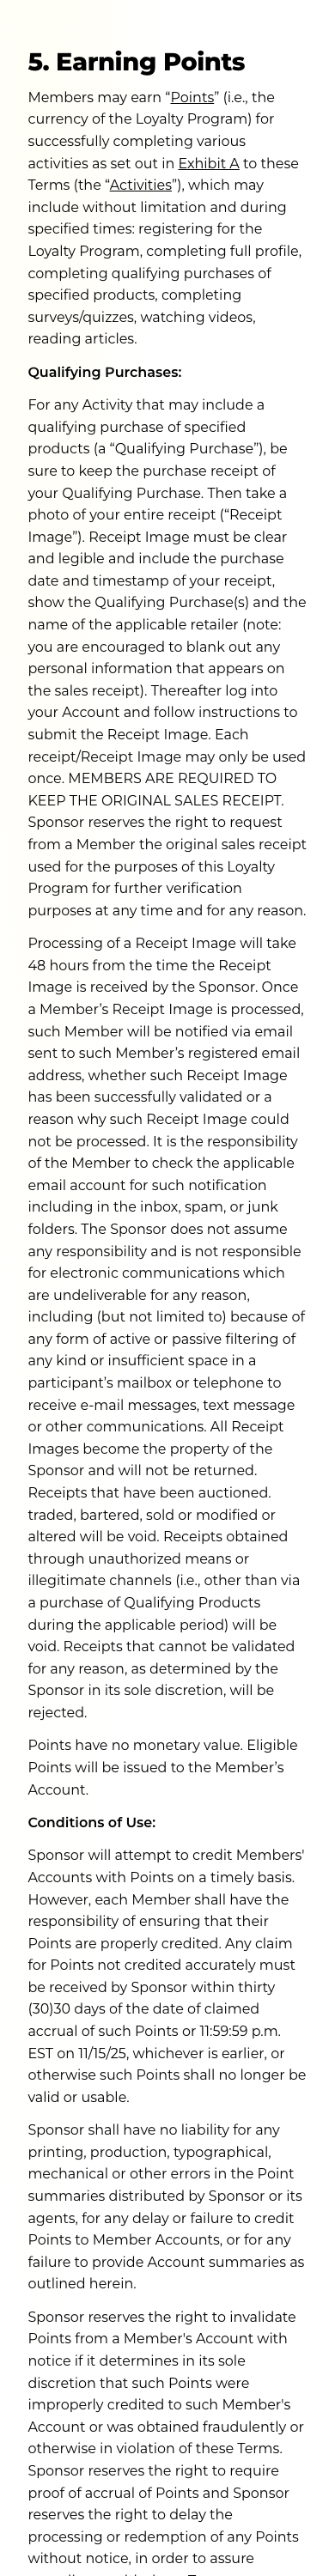 5. Earning Points
Members may earn “Points” (i.e., the
currency of the Loyalty Program) for
successfully completing various
activities as set out in Exhibit A to these
Terms (the “Activities”), which may
include without limitation and during
specified times: registering for the
Loyalty Program, completing full profile,
completing qualifying purchases of
specified products, completing
surveys/quizzes, watching videos,
reading articles.
Qualifying Purchases:
For any Activity that may include a
qualifying purchase of specified
products (a “Qualifying Purchase”), be
sure to keep the purchase receipt of
your Qualifying Purchase. Then take a
photo of your entire receipt (“Receipt
Image”). Receipt Image must be clear
and legible and include the purchase
date and timestamp of your receipt,
show the Qualifying Purchase(s) and the
name of the applicable retailer (note:
you are encouraged to blank out any
personal information that appears on
the sales receipt). Thereafter log into
your Account and follow instructions to
submit the Receipt Image. Each
receipt/Receipt Image may only be used
once. MEMBERS ARE REQUIRED TO
KEEP THE ORIGINAL SALES RECEIPT.
Sponsor reserves the right to request
from a Member the original sales receipt
used for the purposes of this Loyalty
Program for further verification
purposes at any time and for any reason.
Processing of a Receipt Image will take
48 hours from the time the Receipt
Image is received by the Sponsor. Once
a Member’s Receipt Image is processed,
such Member will be notified via email
sent to such Member’s registered email
address, whether such Receipt Image
has been successfully validated or a
reason why such Receipt Image could
not be processed. It is the responsibility
of the Member to check the applicable
email account for such notification
including in the inbox, spam, or junk
folders. The Sponsor does not assume
any responsibility and is not responsible
for electronic communications which
are undeliverable for any reason,
including (but not limited to) because of
any form of active or passive filtering of
any kind or insufficient space in a
participant’s mailbox or telephone to
receive e-mail messages, text message
or other communications. All Receipt
Images become the property of the
Sponsor and will not be returned.
Receipts that have been auctioned.
traded, bartered, sold or modified or
altered will be void. Receipts obtained
through unauthorized means or
illegitimate channels (i.e., other than via
a purchase of Qualifying Products
during the applicable period) will be
void. Receipts that cannot be validated
for any reason, as determined by the
Sponsor in its sole discretion, will be
rejected.
Points have no monetary value. Eligible
Points will be issued to the Member’s
Account.
Conditions of Use:
Sponsor will attempt to credit Members'
Accounts with Points on a timely basis.
However, each Member shall have the
responsibility of ensuring that their
Points are properly credited. Any claim
for Points not credited accurately must
be received by Sponsor within thirty
(30)30 days of the date of claimed
accrual of such Points or 11:59:59 p.m.
EST on 11/15/25, whichever is earlier, or
otherwise such Points shall no longer be
valid or usable.
Sponsor shall have no liability for any
printing, production, typographical,
mechanical or other errors in the Point
summaries distributed by Sponsor or its
agents, for any delay or failure to credit
Points to Member Accounts, or for any
failure to provide Account summaries as
outlined herein.
Sponsor reserves the right to invalidate
Points from a Member's Account with
notice if it determines in its sole
discretion that such Points were
improperly credited to such Member's
Account or was obtained fraudulently or
otherwise in violation of these Terms.
Sponsor reserves the right to require
proof of accrual of Points and Sponsor
reserves the right to delay the
processing or redemption of any Points
without notice, in order to assure